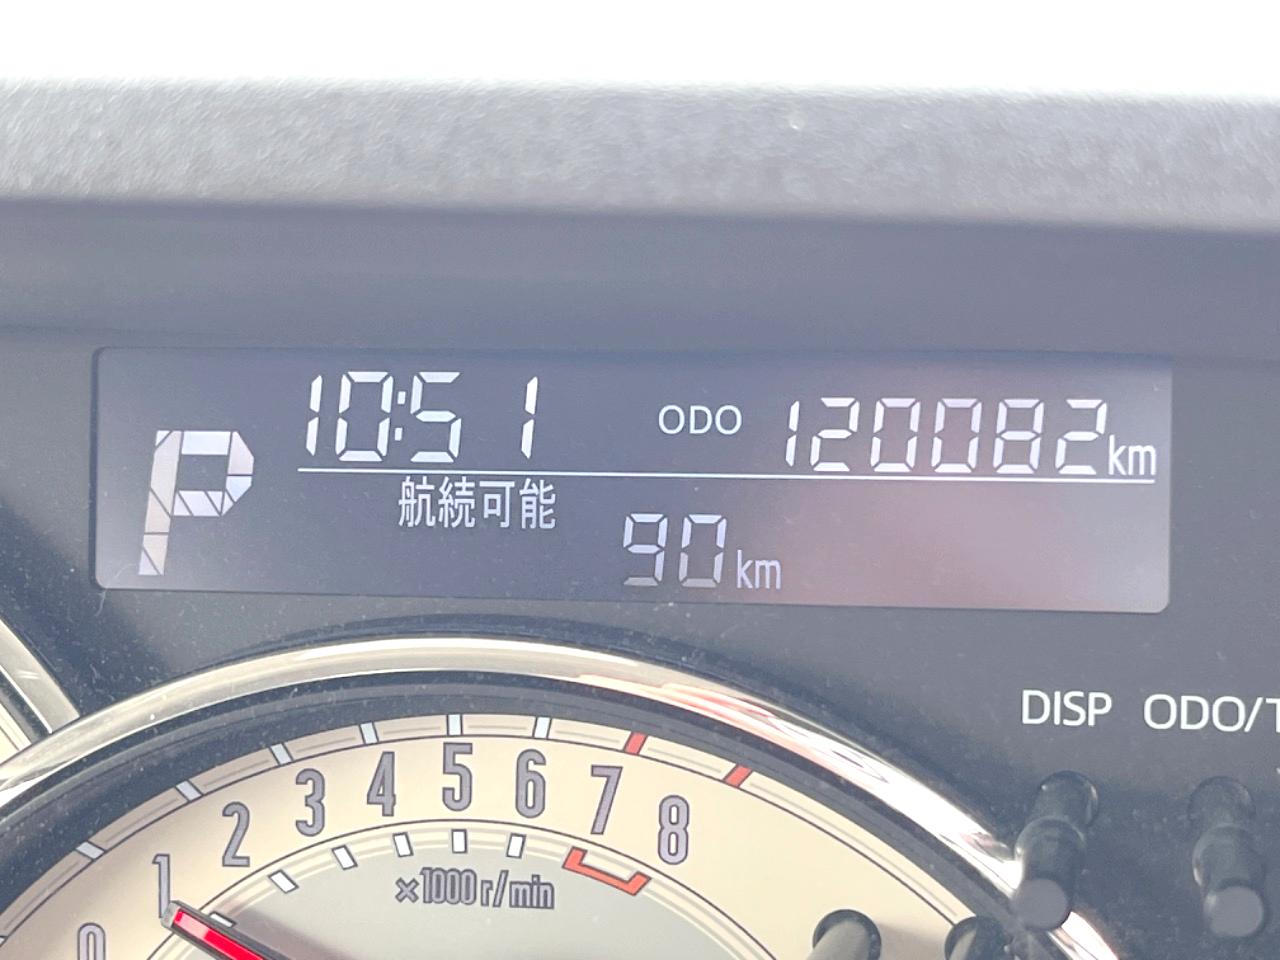 10:51 ODO 120082km
P
航続可能
90km
DISP ODO/T
0 1 2 3 4 5 6 7 8
×1000r/min